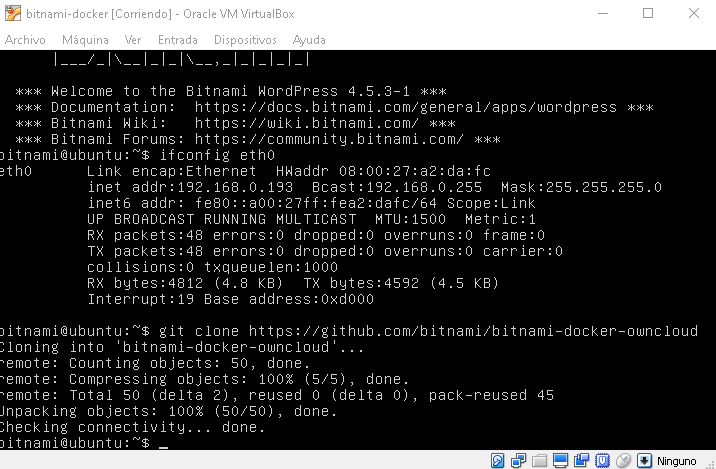 bitnami-docker [Corriendo] - Oracle VM VirtualBox
Archivo Máquina Ver Entrada Dispositivos Ayuda
|___/_|\__|_|_|\__,_|_|_|_|_|
*** Welcome to the Bitnami WordPress 4.5.3-1 ***
*** Documentation:  https://docs.bitnami.com/general/apps/wordpress ***
*** Bitnami Wiki:   https://wiki.bitnami.com/ ***
*** Bitnami Forums: https://community.bitnami.com/ ***
bitnami@ubuntu:~$ ifconfig eth0
eth0      Link encap:Ethernet  HWaddr 08:00:27:a2:da:fc
inet addr:192.168.0.193  Bcast:192.168.0.255  Mask:255.255.255.0
inet6 addr: fe80::a00:27ff:fea2:dafc/64 Scope:Link
UP BROADCAST RUNNING MULTICAST  MTU:1500  Metric:1
RX packets:48 errors:0 dropped:0 overruns:0 frame:0
TX packets:48 errors:0 dropped:0 overruns:0 carrier:0
collisions:0 txqueuelen:1000
RX bytes:4812 (4.8 KB)  TX bytes:4592 (4.5 KB)
Interrupt:19 Base address:0xd000
bitnami@ubuntu:~$ git clone https://github.com/bitnami/bitnami-docker-owncloud
Cloning into 'bitnami-docker-owncloud'...
remote: Counting objects: 50, done.
remote: Compressing objects: 100% (5/5), done.
remote: Total 50 (delta 2), reused 0 (delta 0), pack-reused 45
Unpacking objects: 100% (50/50), done.
Checking connectivity... done.
bitnami@ubuntu:~$ _
Ninguno